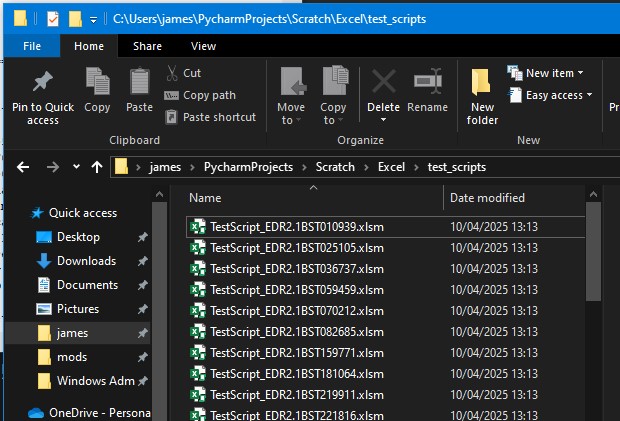 C:\Users\james\PycharmProjects\Scratch\Excel\test_scripts
File Home Share View
Pin to Quick access
Copy
Paste
Cut
Copy path
Paste shortcut
Clipboard
Move to
Copy to
Delete
Rename
Organize
New folder
New item
Easy access
New
Pr
james PycharmProjects Scratch Excel test_scripts
Name Date modified
Quick access
Desktop
Downloads
Documents
Pictures
james
mods
Windows Adm
OneDrive - Persona
TestScript_EDR2.1BST010939.xlsm 10/04/2025 13:13
TestScript_EDR2.1BST025105.xlsm 10/04/2025 13:13
TestScript_EDR2.1BST036737.xlsm 10/04/2025 13:13
TestScript_EDR2.1BST059459.xlsm 10/04/2025 13:13
TestScript_EDR2.1BST070212.xlsm 10/04/2025 13:13
TestScript_EDR2.1BST082685.xlsm 10/04/2025 13:13
TestScript_EDR2.1BST159771.xlsm 10/04/2025 13:13
TestScript_EDR2.1BST181064.xlsm 10/04/2025 13:13
TestScript_EDR2.1BST219911.xlsm 10/04/2025 13:13
TestScript_EDR2.1BST221816.xlsm 10/04/2025 13:13